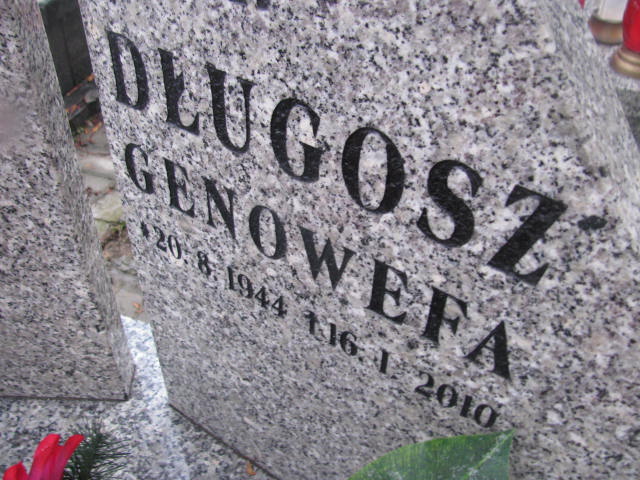 DŁUGOSZ
GENOWEFA
* 20. 8. 1944 † 16. 1. 2010